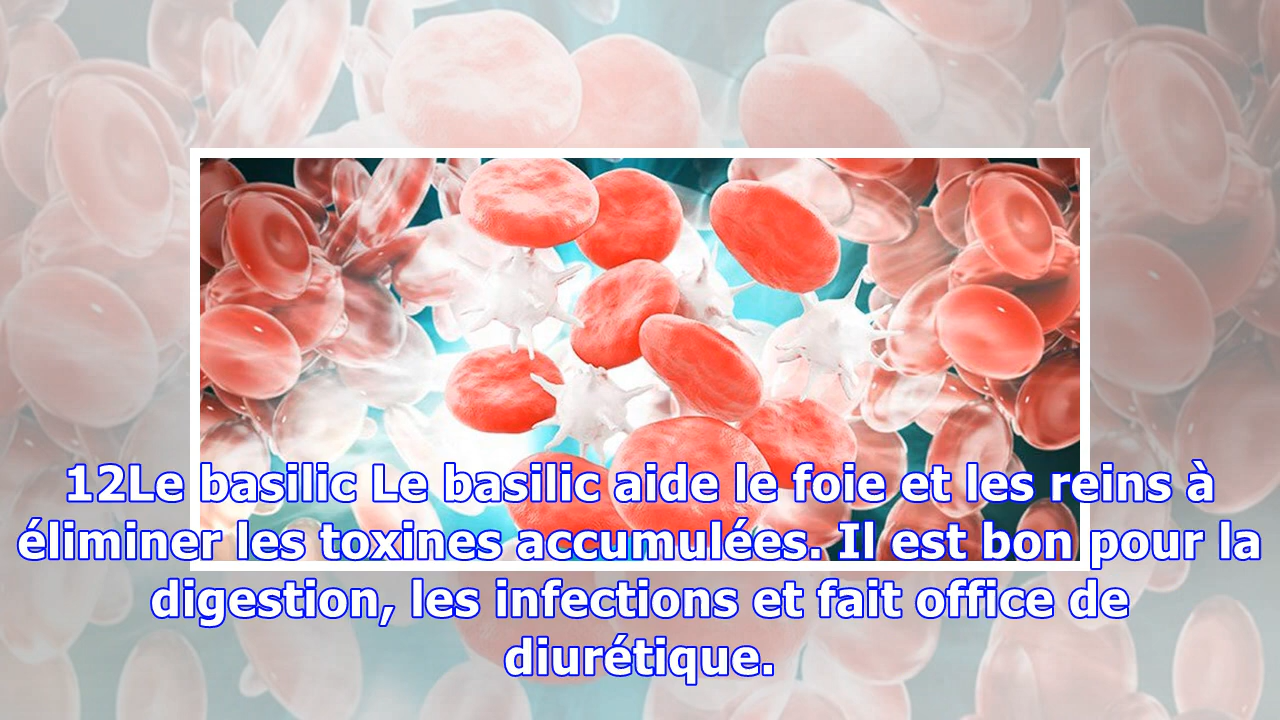 12Le basilic Le basilic aide le foie et les reins à
éliminer les toxines accumulées. Il est bon pour la
digestion, les infections et fait office de
diurétique.